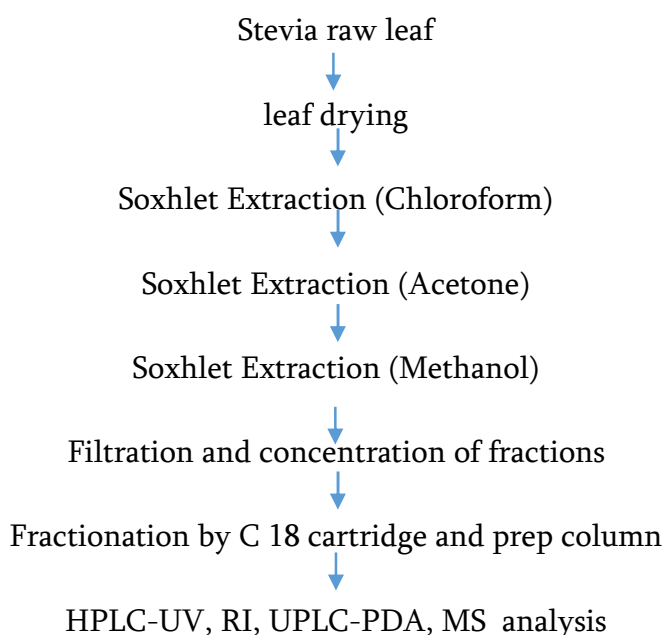 Stevia raw leaf
leaf drying
Soxhlet Extraction (Chloroform)
Soxhlet Extraction (Acetone)
Soxhlet Extraction (Methanol)
Filtration and concentration of fractions
Fractionation by C 18 cartridge and prep column
HPLC-UV, RI, UPLC-PDA, MS analysis